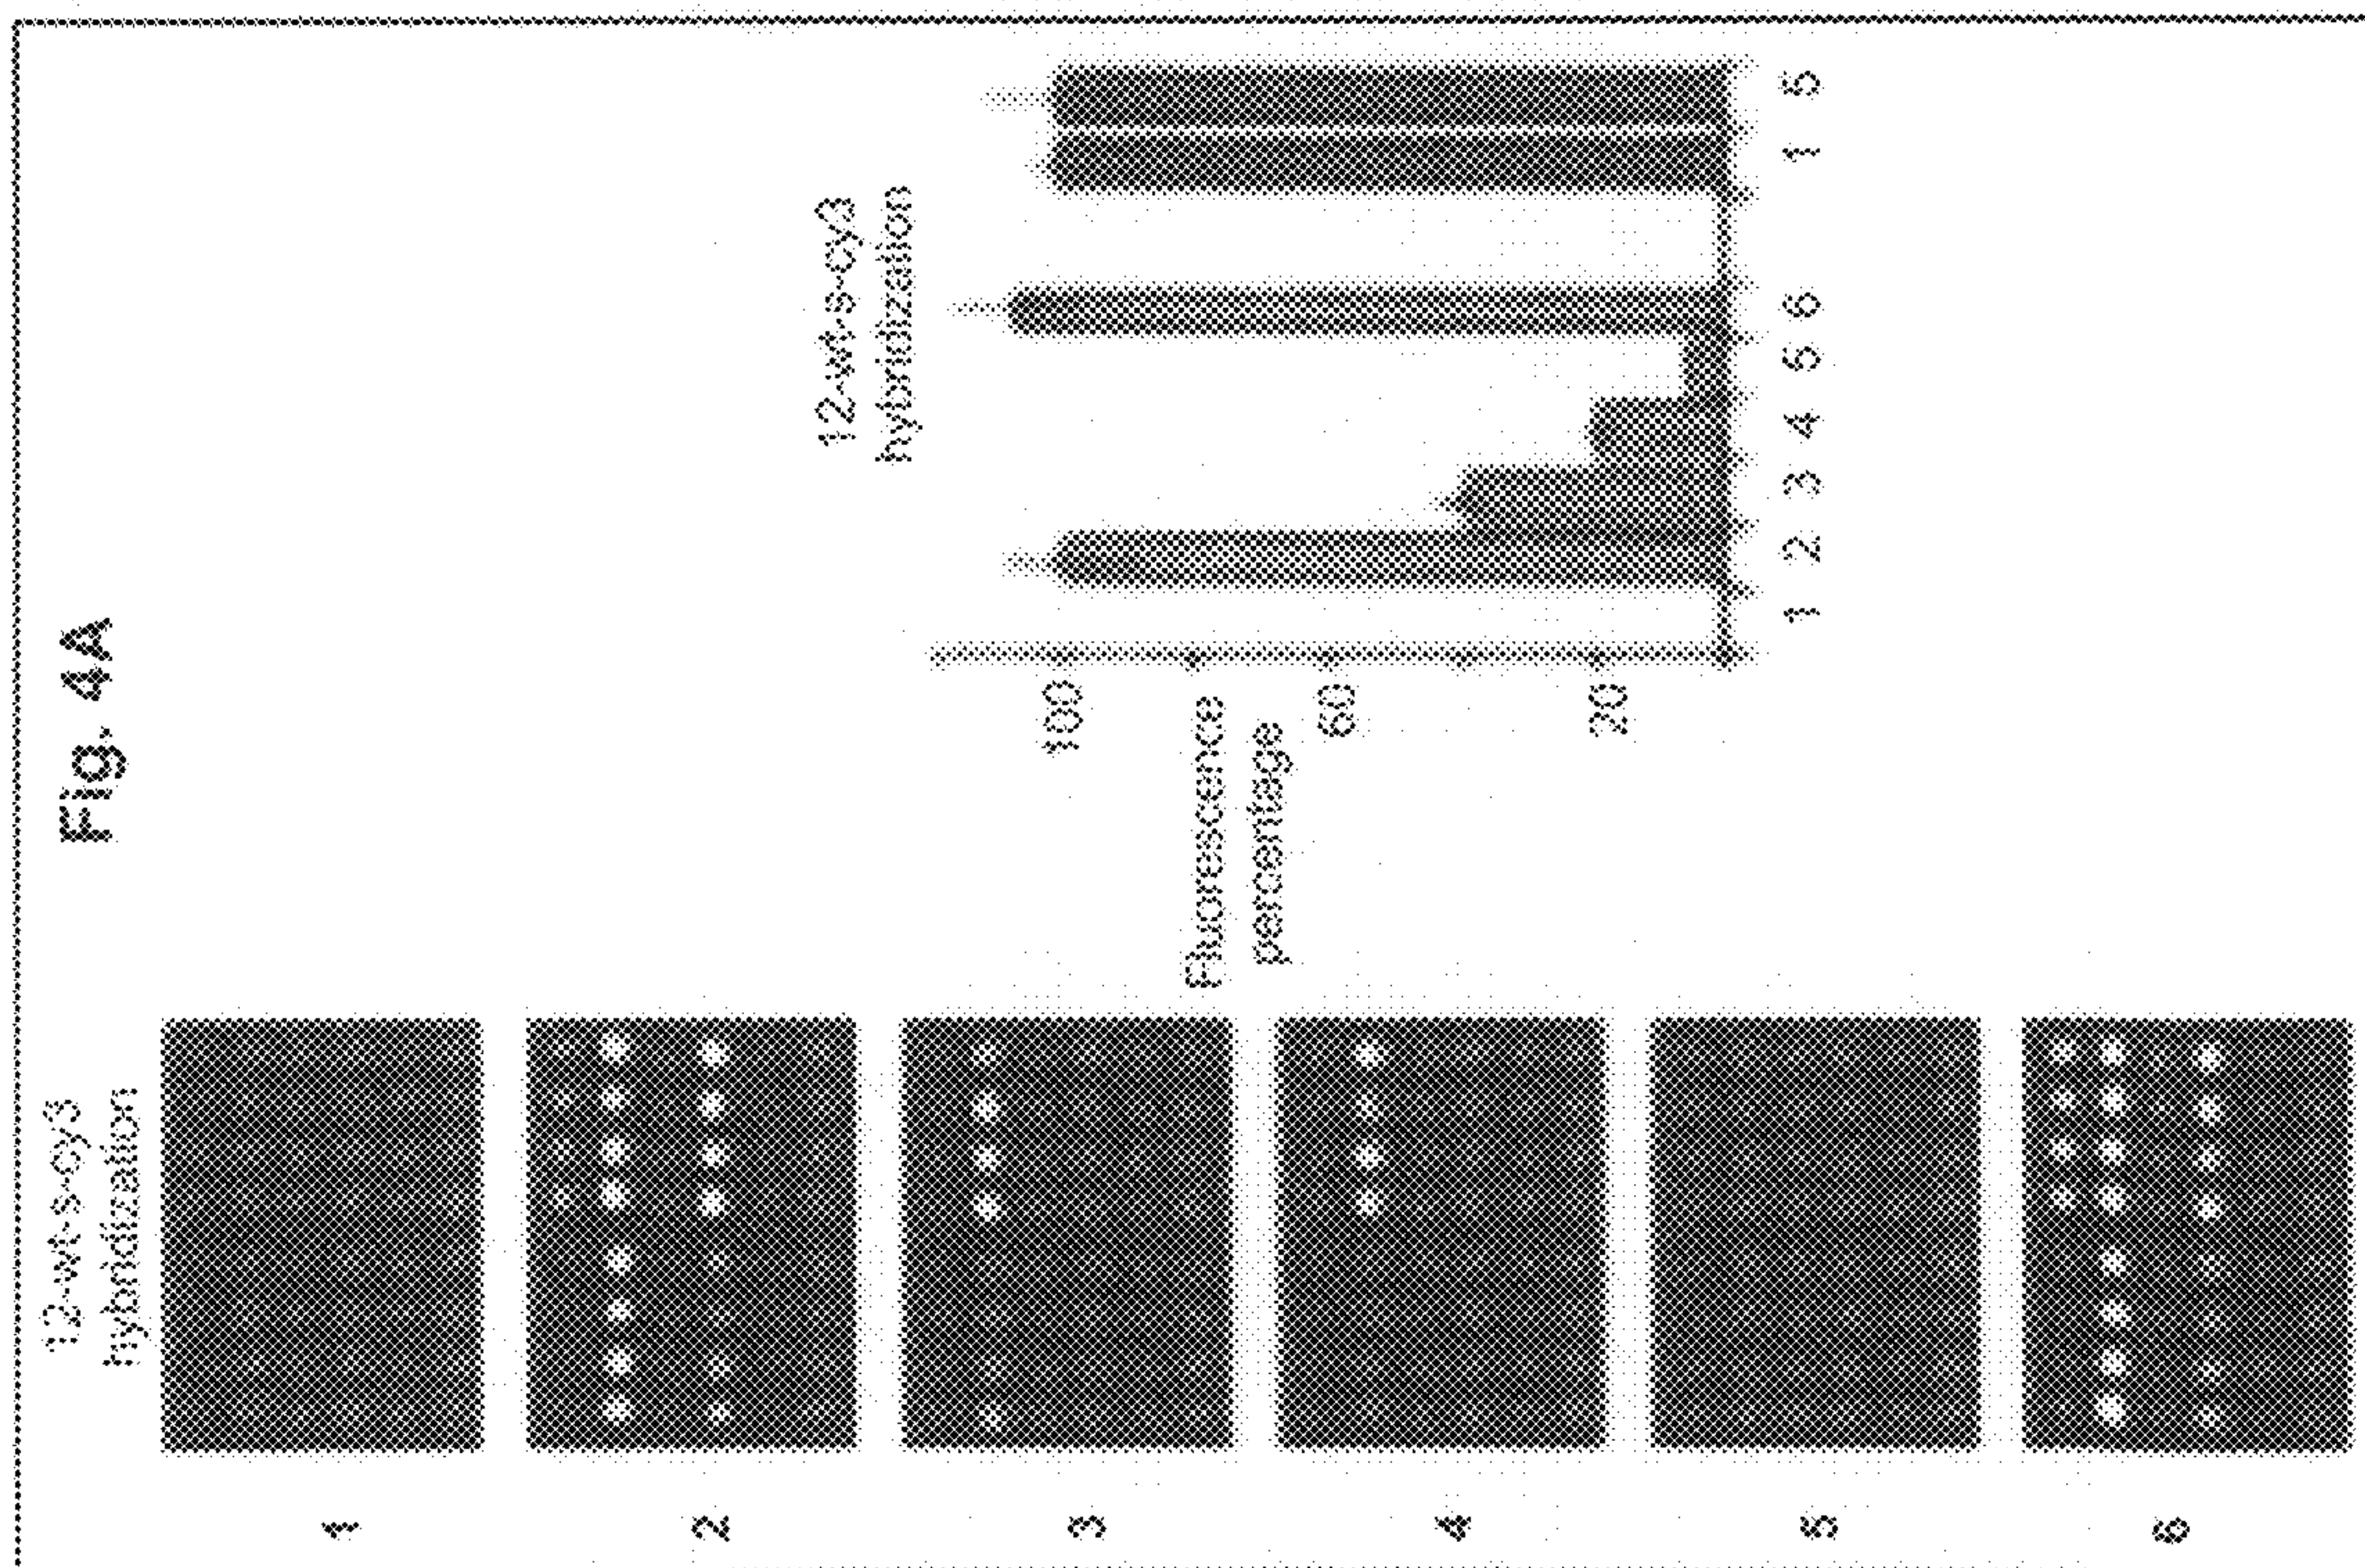 Fig. 4A
12-wt-s-cy3
hybridization
1
2
3
4
5
6
12-wt-s-cy3
hybridization
Fluorescence
percentage
100
60
20
1 2 3 4 5 6 1 5